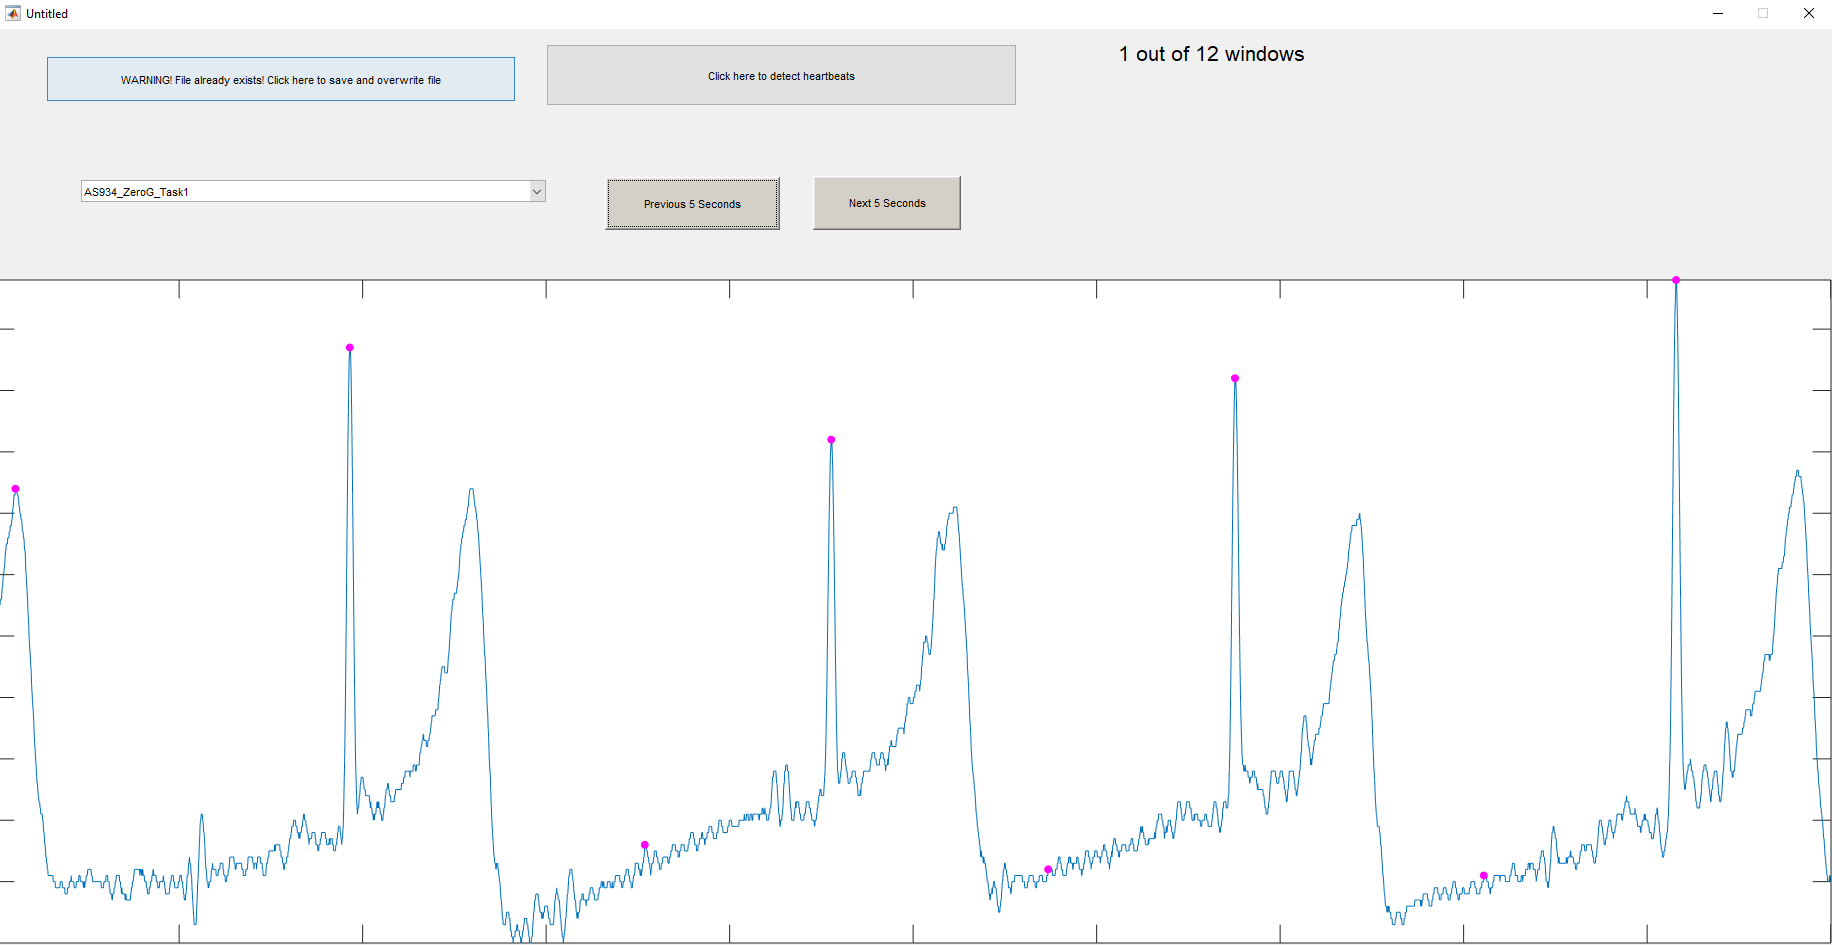 Untitled
WARNING! File already exists! Click here to save and overwrite file
Click here to detect heartbeats
1 out of 12 windows
AS934_ZeroG_Task1
Previous 5 Seconds
Next 5 Seconds